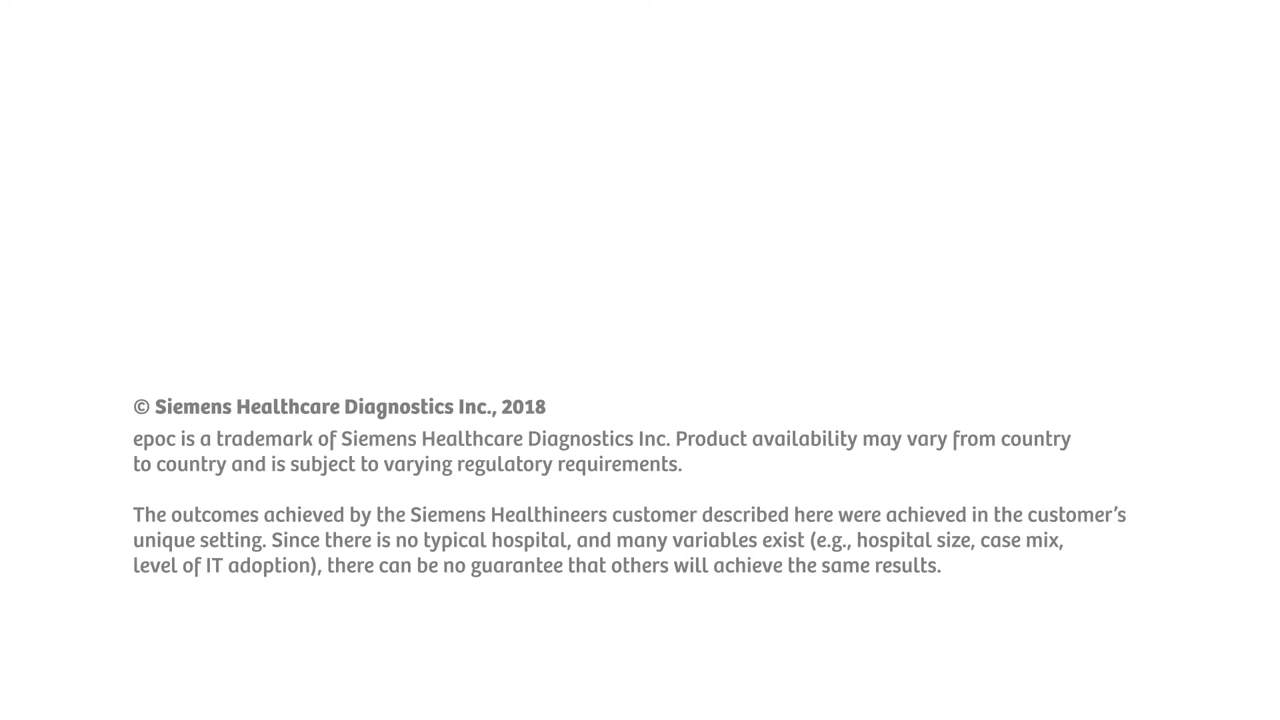 © Siemens Healthcare Diagnostics Inc., 2018
epoc is a trademark of Siemens Healthcare Diagnostics Inc. Product availability may vary from country
to country and is subject to varying regulatory requirements.
The outcomes achieved by the Siemens Healthineers customer described here were achieved in the customer’s
unique setting. Since there is no typical hospital, and many variables exist (e.g., hospital size, case mix,
level of IT adoption), there can be no guarantee that others will achieve the same results.